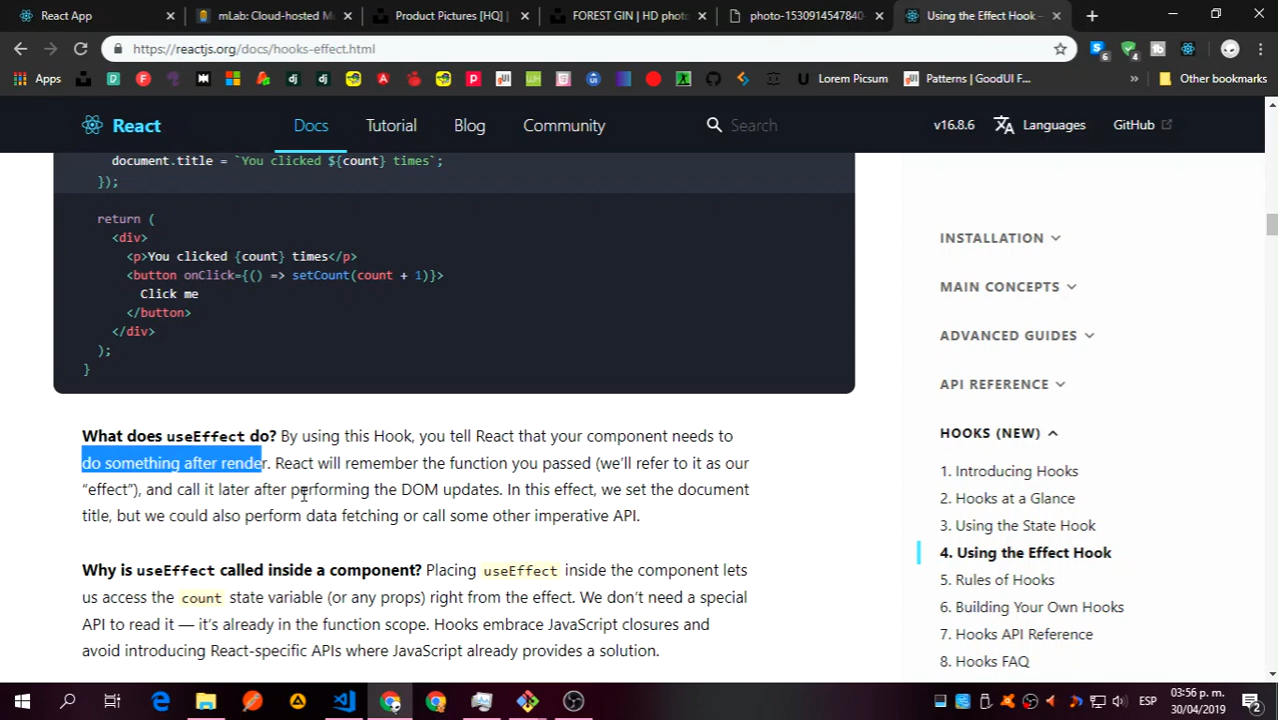 React App
mLab: Cloud-hosted M
Product Pictures [HQ]
FOREST GIN | HD phot
photo-1530914547840-
Using the Effect Hook –
https://reactjs.org/docs/hooks-effect.html
Apps
Lorem Picsum
Patterns | GoodUI F...
Other bookmarks
React
Docs
Tutorial
Blog
Community
Search
v16.8.6
Languages
GitHub
document.title = `You clicked ${count} times`;
});
return (
<div>
<p>You clicked {count} times</p>
<button onClick={() => setCount(count + 1)}>
Click me
</button>
</div>
);
}
What does useEffect do? By using this Hook, you tell React that your component needs to
do something after render. React will remember the function you passed (we’ll refer to it as our
“effect”), and call it later after performing the DOM updates. In this effect, we set the document
title, but we could also perform data fetching or call some other imperative API.
Why is useEffect called inside a component? Placing useEffect inside the component lets
us access the count state variable (or any props) right from the effect. We don’t need a special
API to read it — it’s already in the function scope. Hooks embrace JavaScript closures and
avoid introducing React-specific APIs where JavaScript already provides a solution.
INSTALLATION
MAIN CONCEPTS
ADVANCED GUIDES
API REFERENCE
HOOKS (NEW)
1. Introducing Hooks
2. Hooks at a Glance
3. Using the State Hook
4. Using the Effect Hook
5. Rules of Hooks
6. Building Your Own Hooks
7. Hooks API Reference
8. Hooks FAQ
ESP
03:56 p. m.
30/04/2019